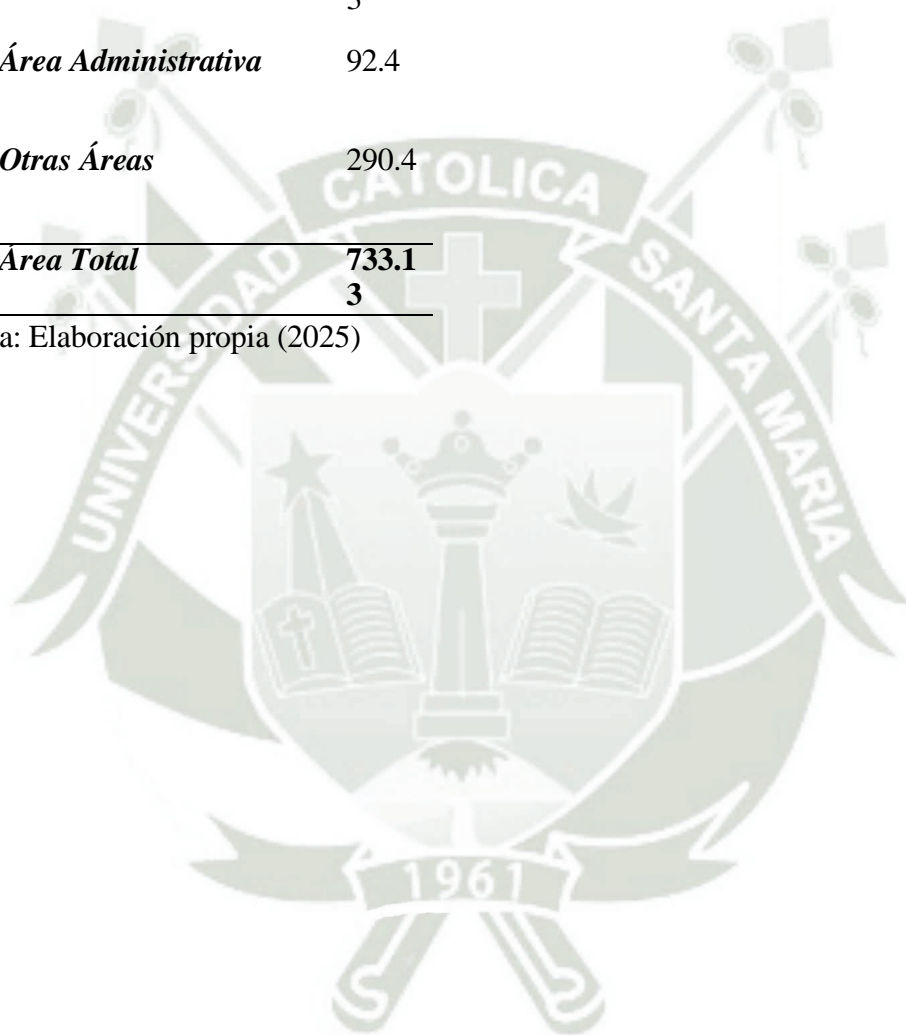 Área Administrativa 92.4
Otras Áreas 290.4
Área Total 733.1
3
a: Elaboración propia (2025)
UNIVERSIDAD CATOLICA SANTA MARIA
1961